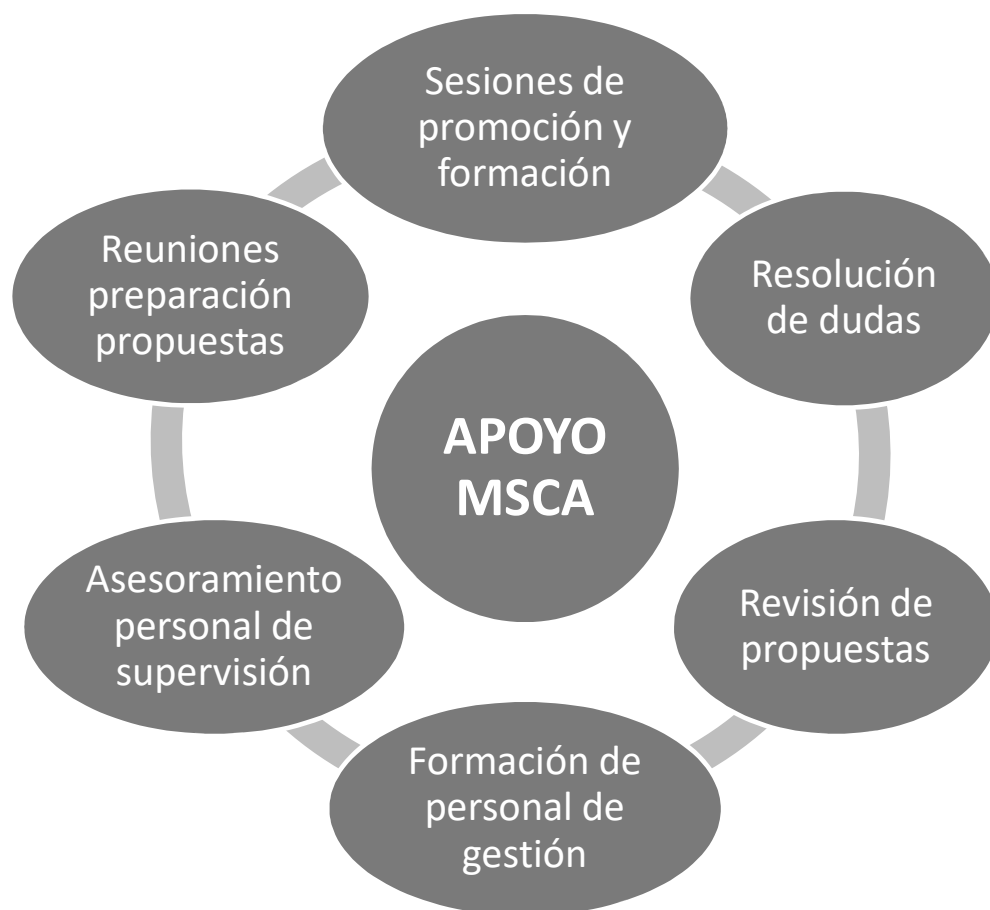 Sesiones de
promoción y
formación
Resolución
de dudas
Revisión de
propuestas
Formación de
personal de
gestión
Asesoramiento
personal de
supervisión
Reuniones
preparación
propuestas
APOYO
MSCA